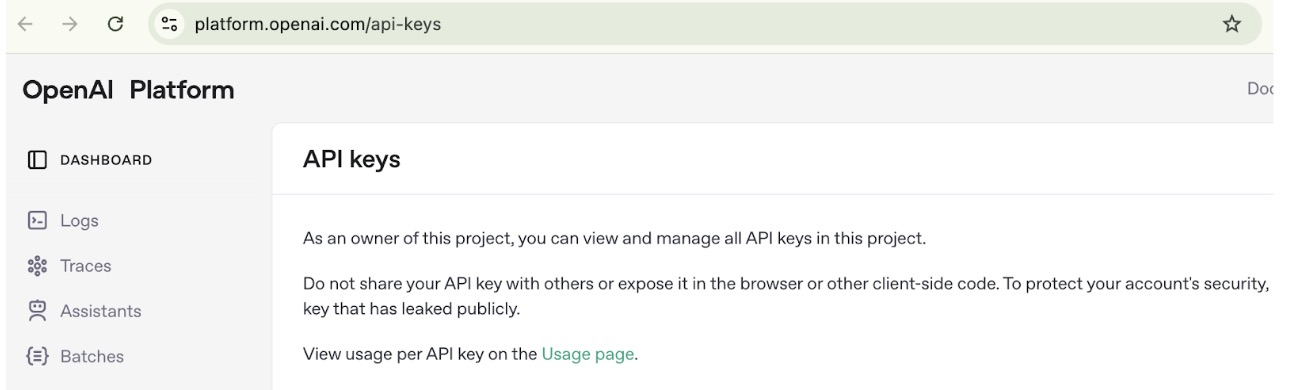 platform.openai.com/api-keys
OpenAI Platform
Doc
DASHBOARD
API keys
Logs
As an owner of this project, you can view and manage all API keys in this project.
Traces
Do not share your API key with others or expose it in the browser or other client-side code. To protect your account's security,
key that has leaked publicly.
Assistants
Batches
View usage per API key on the Usage page.